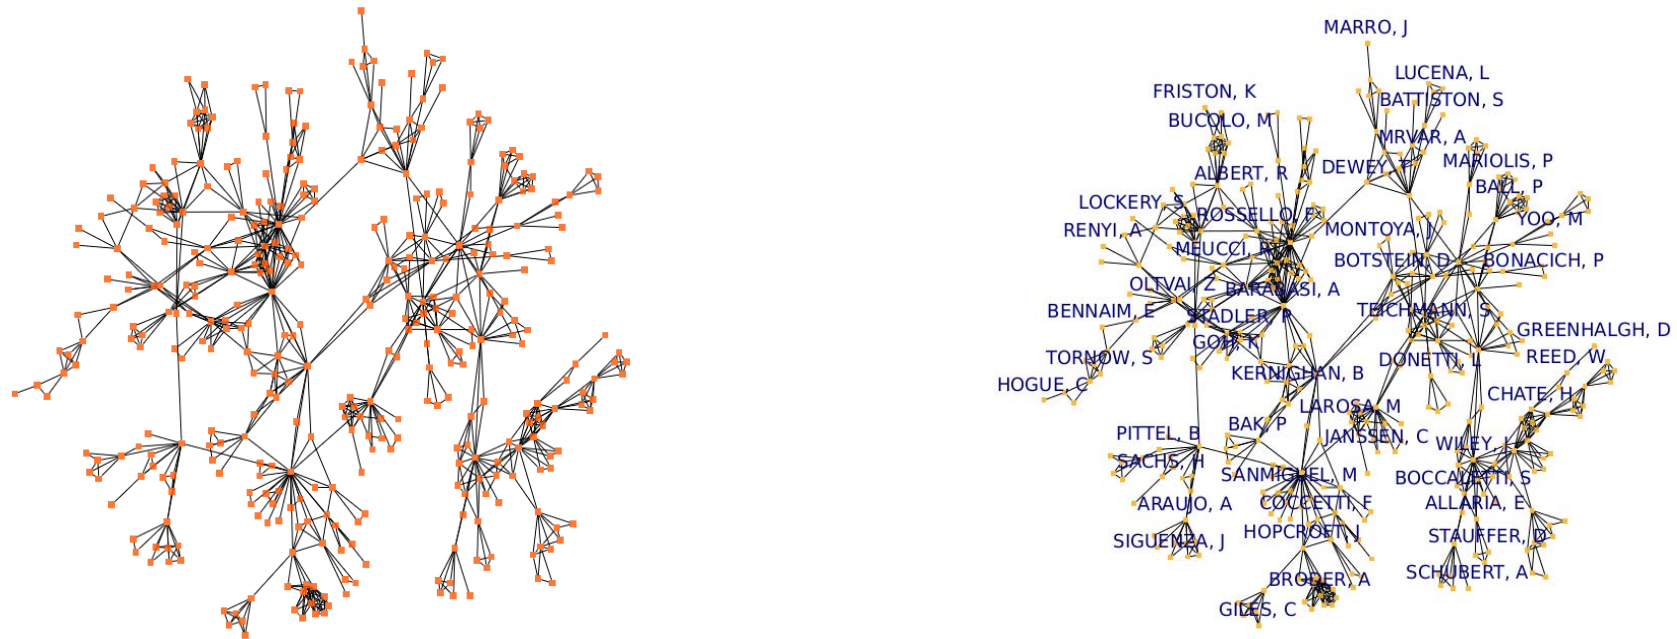 MARRO, J
LUCENA, L
FRISTON, K
BATTISTON, S
BUCOLO, M
MRVAR, A
MARIOLIS, P
ALBERT, R
DEWEY, T
BALL, P
LOCKERY, S
ROSSELLO, F
YOO, M
RENYI, A
MONTOYA, J
MEUCCI, R
BOTSTEIN, D
BONACICH, P
OLTVAI, Z
BARABASI, A
BENNAIM, E
STADLER, P
TEICHMANN, S
GREENHALGH, D
GOH, K
TORNOW, S
DONETTI, L
REED, W
HOGUE, C
KERNIGHAN, B
CHATE, H
LAROSA, M
BAK, P
PITTEL, B
JANSSEN, C
WILEY, J
SACHS, H
SANMIGUEL, M
BOCCALETTI, S
ARAUJO, A
COCCETTI, F
ALLARIA, E
HOPCROFT, J
SIGUENZA, J
STAUFFER, D
BRODER, A
SCHUBERT, A
GILES, C